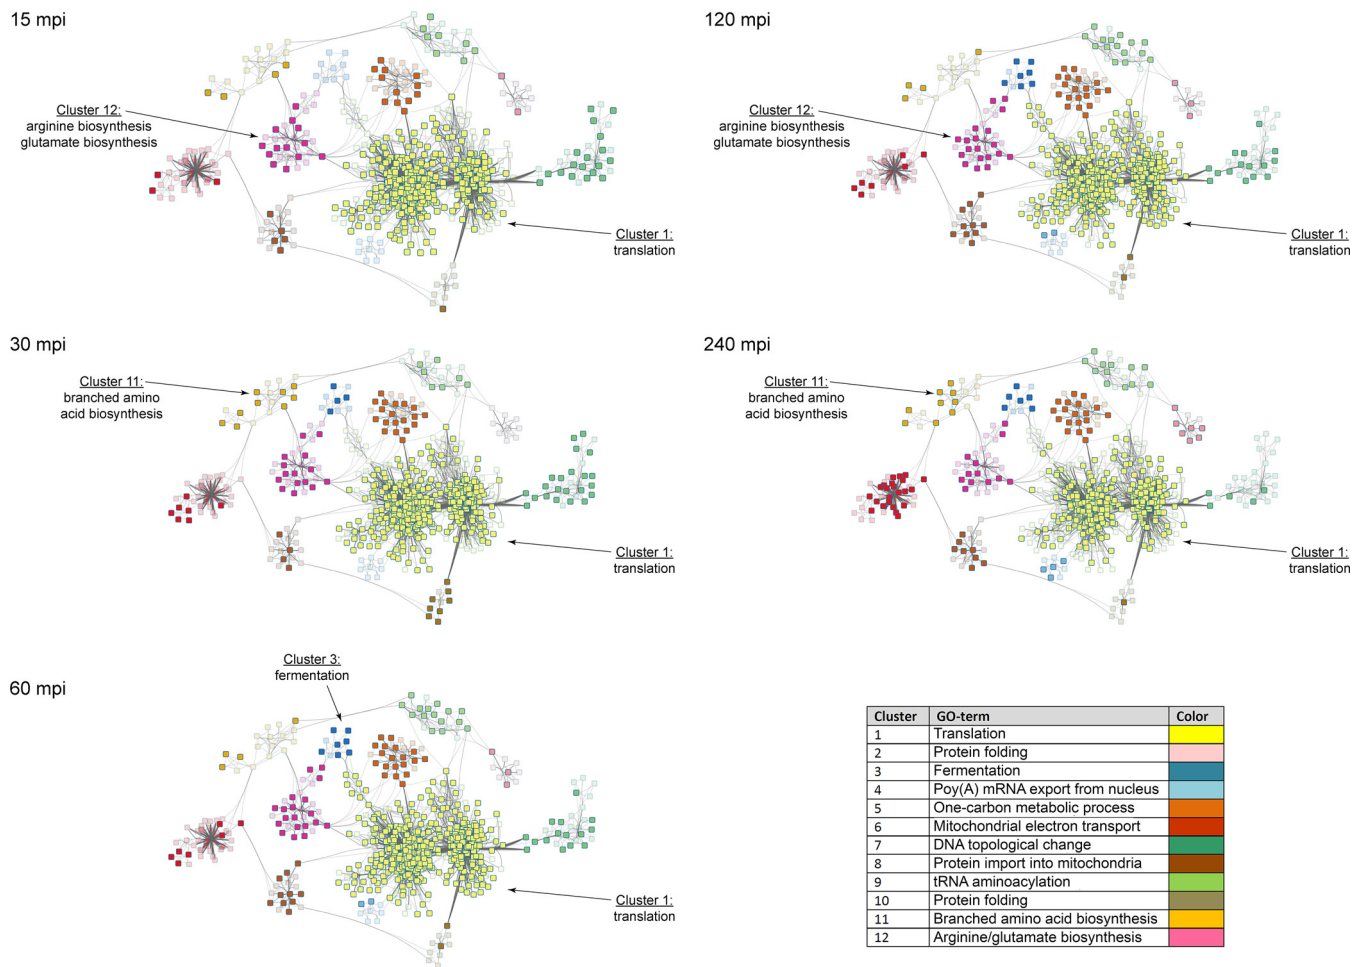 15 mpi
Cluster 12:
arginine biosynthesis
glutamate biosynthesis
Cluster 1:
translation
120 mpi
Cluster 12:
arginine biosynthesis
glutamate biosynthesis
Cluster 1:
translation
30 mpi
Cluster 11:
branched amino
acid biosynthesis
Cluster 1:
translation
240 mpi
Cluster 11:
branched amino
acid biosynthesis
Cluster 1:
translation
60 mpi
Cluster 3:
fermentation
Cluster 1:
translation
Cluster GO-term Color
1 Translation
2 Protein folding
3 Fermentation
4 Poy(A) mRNA export from nucleus
5 One-carbon metabolic process
6 Mitochondrial electron transport
7 DNA topological change
8 Protein import into mitochondria
9 tRNA aminoacylation
10 Protein folding
11 Branched amino acid biosynthesis
12 Arginine/glutamate biosynthesis